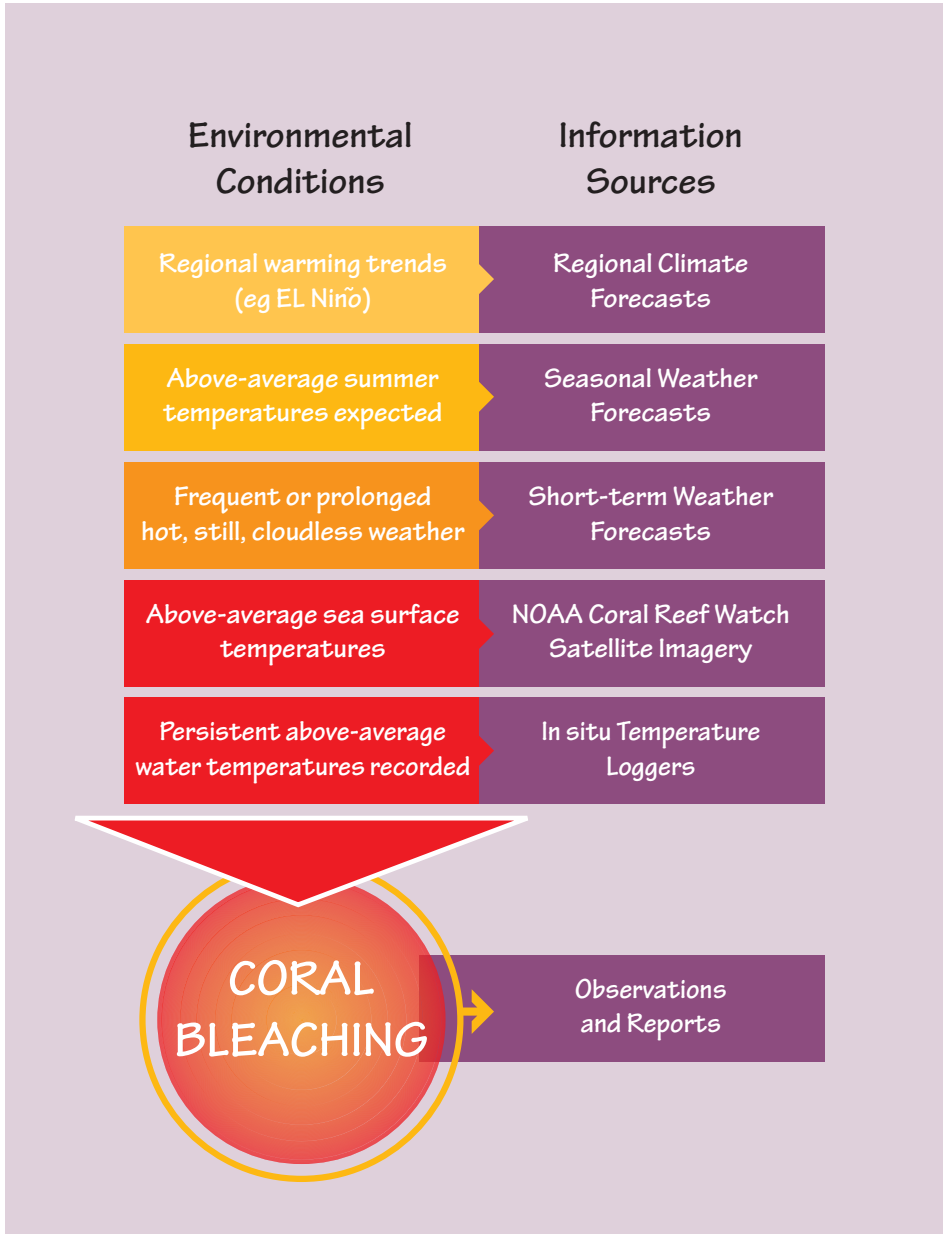 Environmental
Conditions
Information
Sources
Regional warming trends
(eg EL Niño)
Regional Climate
Forecasts
Above-average summer
temperatures expected
Seasonal Weather
Forecasts
Frequent or prolonged
hot, still, cloudless weather
Short-term Weather
Forecasts
Above-average sea surface
temperatures
NOAA Coral Reef Watch
Satellite Imagery
Persistent above-average
water temperatures recorded
In situ Temperature
Loggers
CORAL
BLEACHING
Observations
and Reports